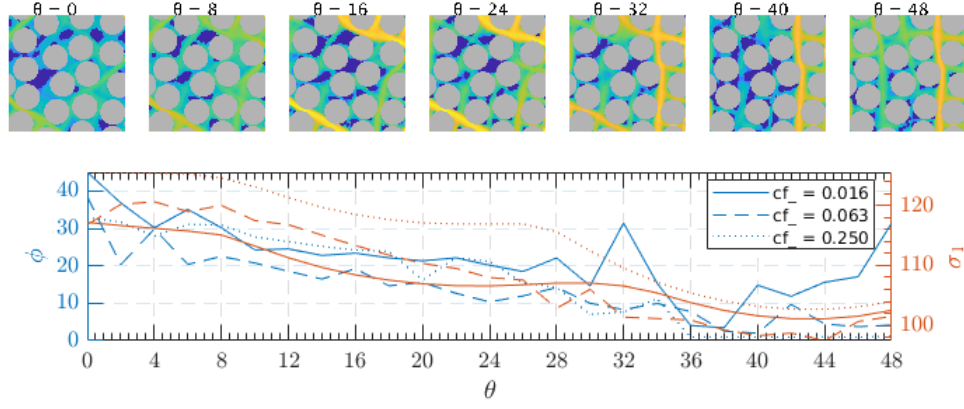 θ − 0 θ − 8 θ − 16 θ − 24 θ − 32 θ − 40 θ − 48
40 120
cf_ = 0.016
30
cf_ = 0.063
ϕ 20 110 σ1
cf_ = 0.250
10
0 100
0 4 8 12 16 20 24 28 32 36 40 44 48
θ